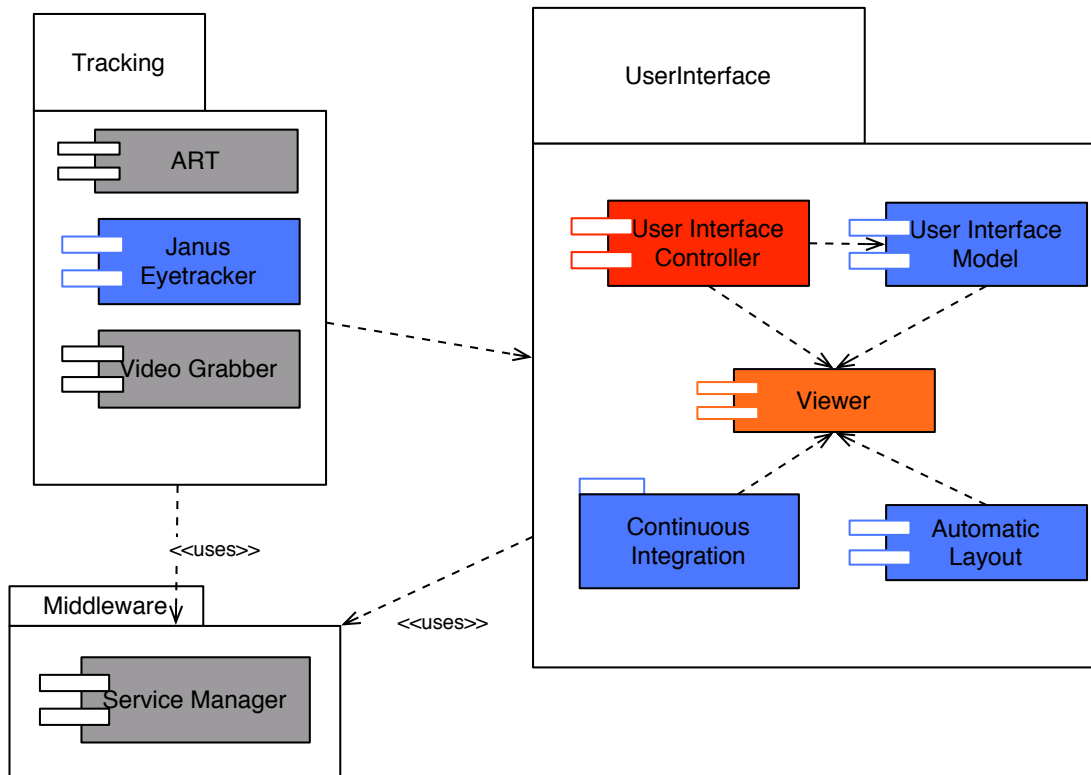 Tracking
ART
Janus
Eyetracker
Video Grabber
<<uses>>
Middleware
Service Manager
UserInterface
User Interface
Controller
User Interface
Model
Viewer
Continuous
Integration
Automatic
Layout
<<uses>>